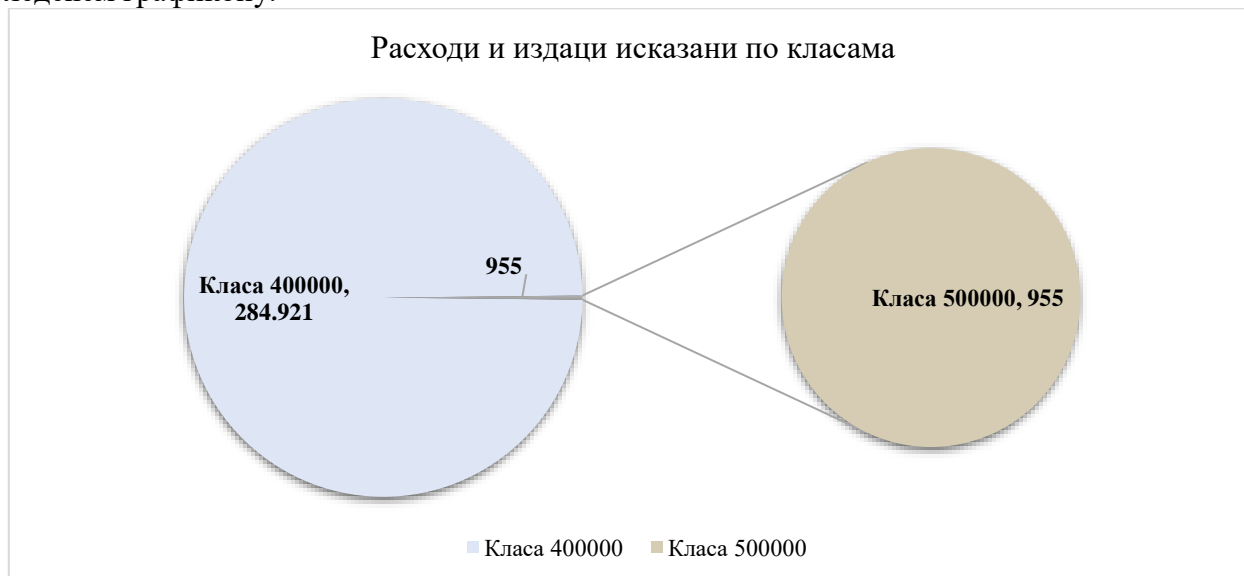 Расходи и издаци исказани по класама
955
Класа 400000,
284.921
Класа 500000, 955
Класа 400000 Класа 500000